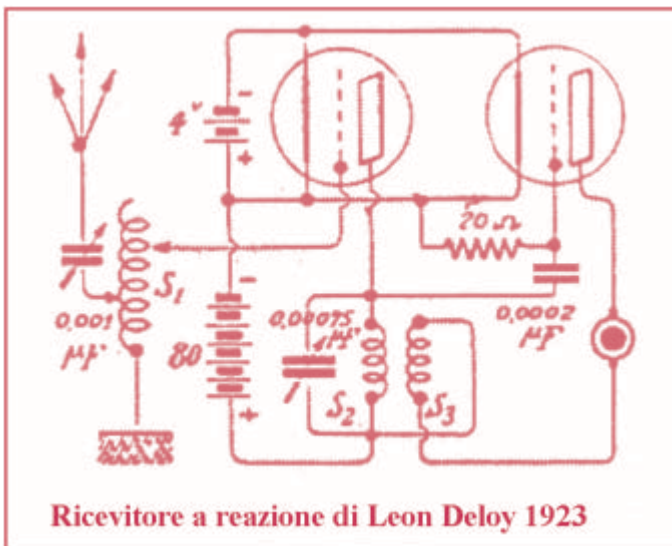 4v
-
+
20 Ω
S1
0,001
μF
-
80
+
0,00075
μF
0,0002
μF
S2
S3
Ricevitore a reazione di Leon Deloy 1923